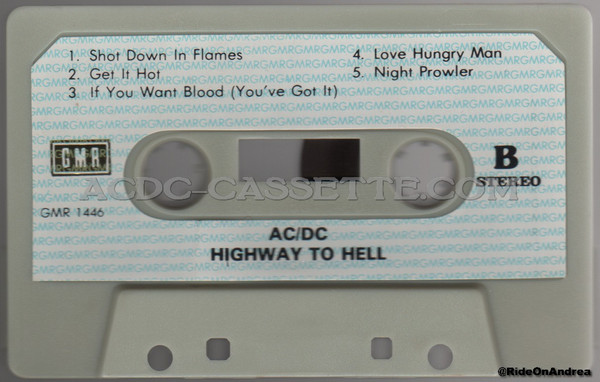 1. Shot Down In Flames
2. Get It Hot
3. If You Want Blood (You've Got It)
4. Love Hungry Man
5. Night Prowler
GMR
GMR 1446
B
STEREO
ACDC-CASSETTE.COM
AC/DC
HIGHWAY TO HELL
@RideOnAndrea